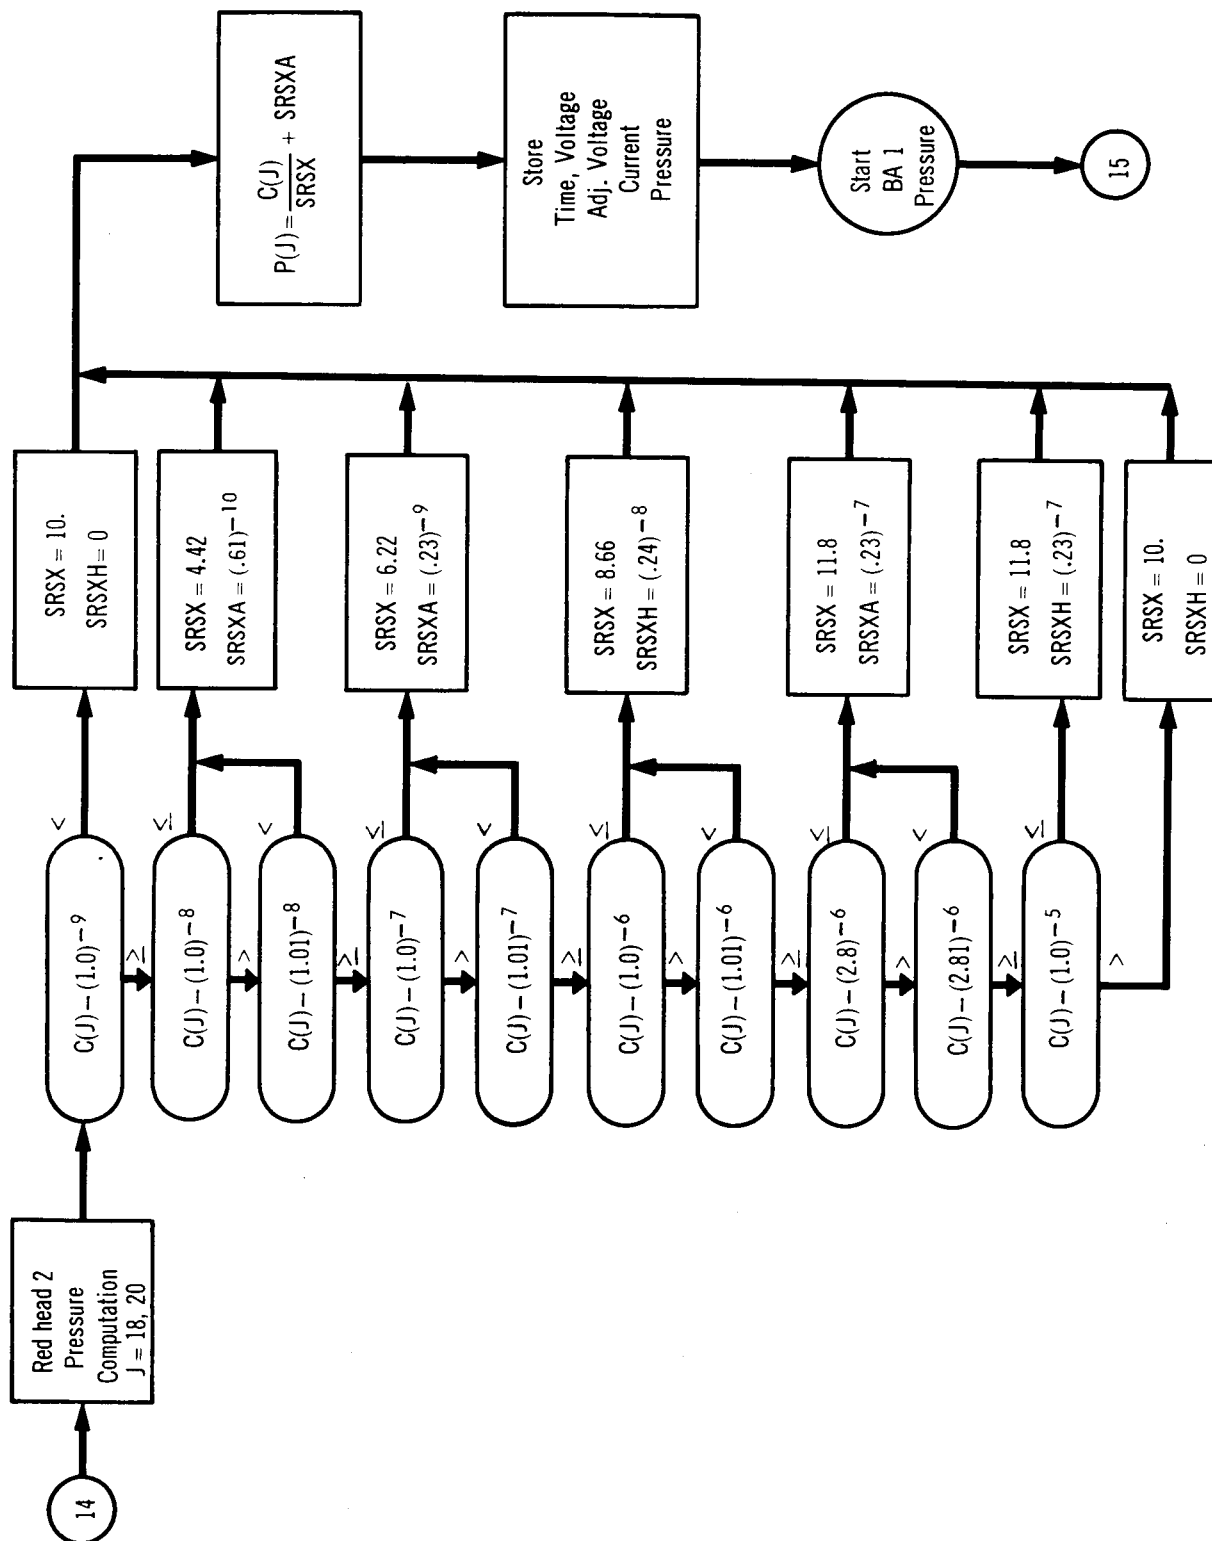 14
Red head 2
Pressure
Computation
J = 18, 20
C(J) – (1.0)⁻⁹
<
≥
SRSX = 10.
SRSXH = 0
C(J) – (1.0)⁻⁸
≤
>
SRSX = 4.42
SRSXA = (.61)⁻¹⁰
C(J) – (1.01)⁻⁸
<
≥
C(J) – (1.0)⁻⁷
≤
>
SRSX = 6.22
SRSXA = (.23)⁻⁹
C(J) – (1.01)⁻⁷
<
≥
C(J) – (1.0)⁻⁶
≤
>
SRSX = 8.66
SRSXH = (.24)⁻⁸
C(J) – (1.01)⁻⁶
<
≥
C(J) – (2.8)⁻⁶
≤
>
SRSX = 11.8
SRSXA = (.23)⁻⁷
C(J) – (2.81)⁻⁶
<
≥
C(J) – (1.0)⁻⁵
≤
>
SRSX = 11.8
SRSXH = (.23)⁻⁷
SRSX = 10.
SRSXH = 0
P(J) = C(J)/SRSX + SRSXA
Store
Time, Voltage
Adj. Voltage
Current
Pressure
Start
BA 1
Pressure
15